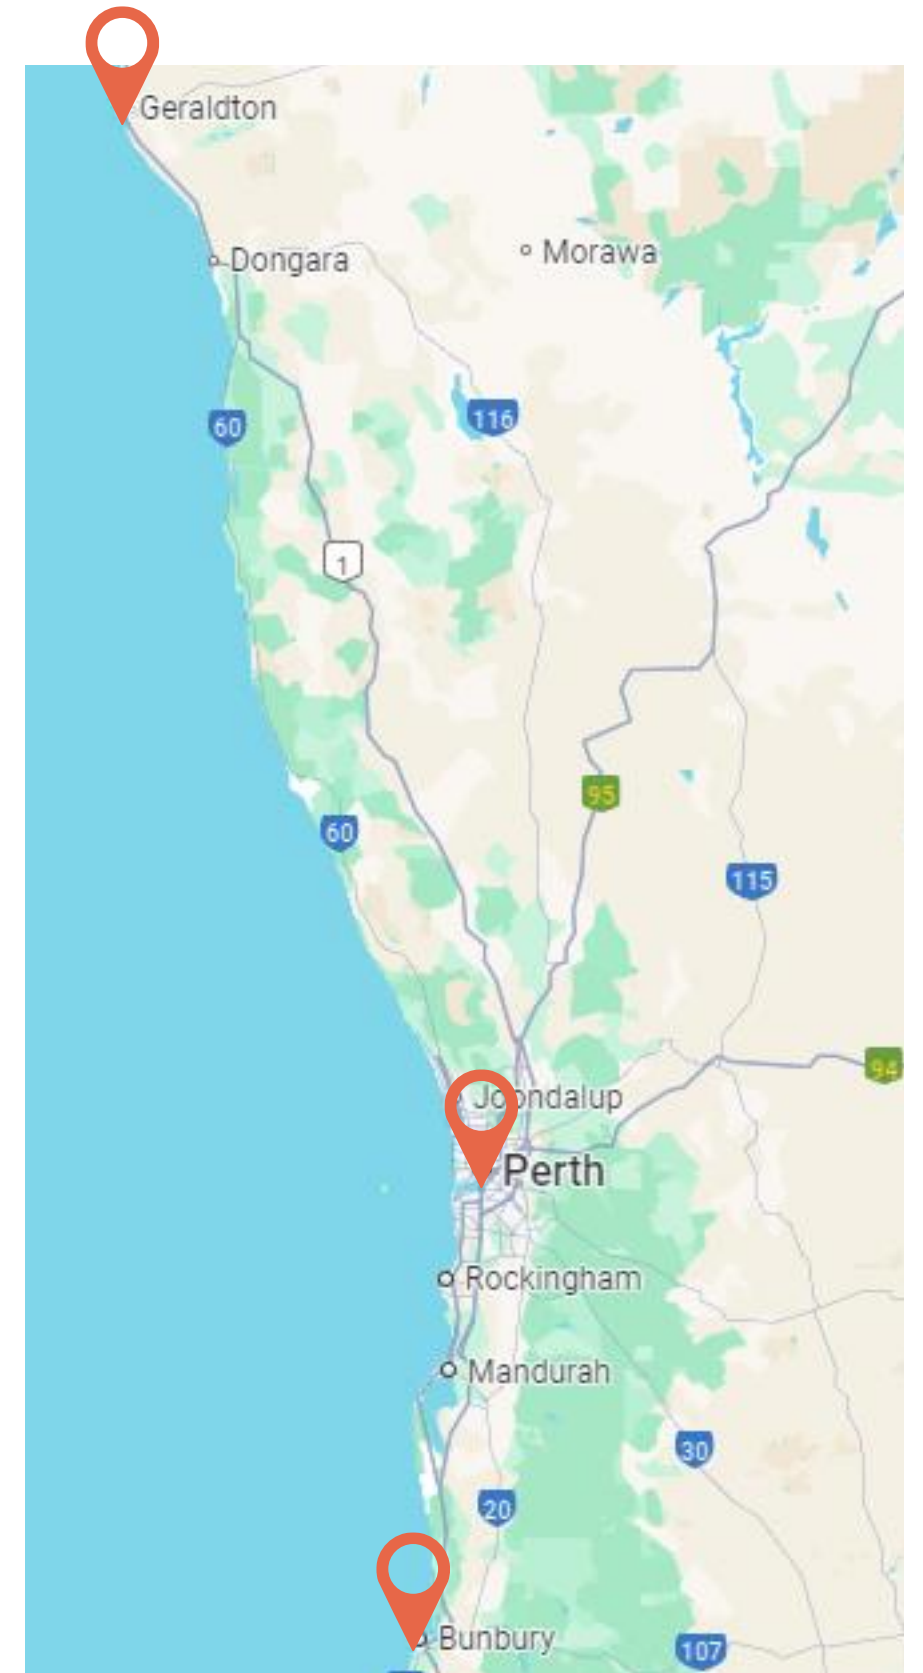 Geraldton
Dongara
Morawa
60
116
1
95
60
115
94
Joondalup
Perth
Rockingham
Mandurah
30
20
Bunbury
107